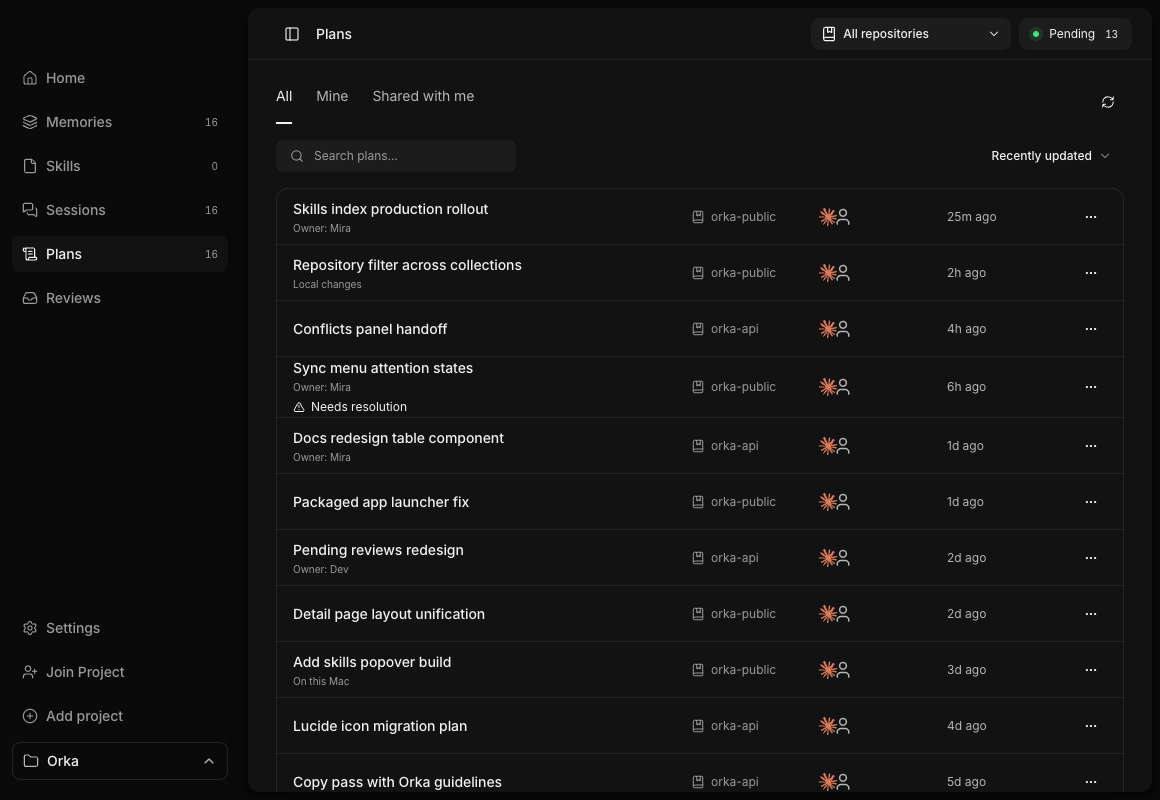 Plans
All repositories
Pending 13
Home
Memories 16
Skills 0
Sessions 16
Plans 16
Reviews
Settings
Join Project
Add project
Orka
All Mine Shared with me
Search plans...
Recently updated
Skills index production rollout
Owner: Mira
orka-public
25m ago
Repository filter across collections
Local changes
orka-public
2h ago
Conflicts panel handoff
orka-api
4h ago
Sync menu attention states
Owner: Mira
Needs resolution
orka-public
6h ago
Docs redesign table component
Owner: Mira
orka-api
1d ago
Packaged app launcher fix
orka-public
1d ago
Pending reviews redesign
Owner: Dev
orka-api
2d ago
Detail page layout unification
orka-public
2d ago
Add skills popover build
On this Mac
orka-public
3d ago
Lucide icon migration plan
orka-api
4d ago
Copy pass with Orka guidelines
orka-api
5d ago